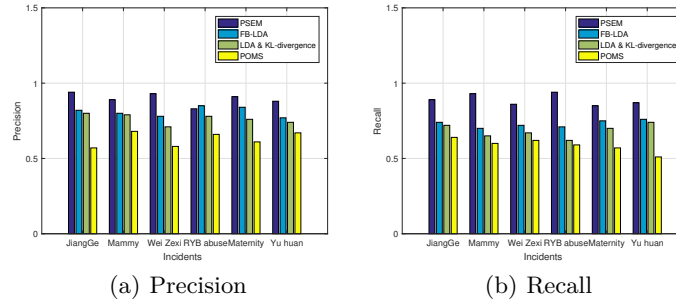 1.5
1
0.5
0
Precision
PSEM
FB-LDA
LDA & KL-divergence
POMS
JiangGe Mammy Wei Zexi RYB abuse Maternity Yu huan
Incidents
(a) Precision
1.5
1
0.5
0
Recall
PSEM
FB-LDA
LDA & KL-divergence
POMS
JiangGe Mammy Wei Zexi RYB abuse Maternity Yu huan
Incidents
(b) Recall